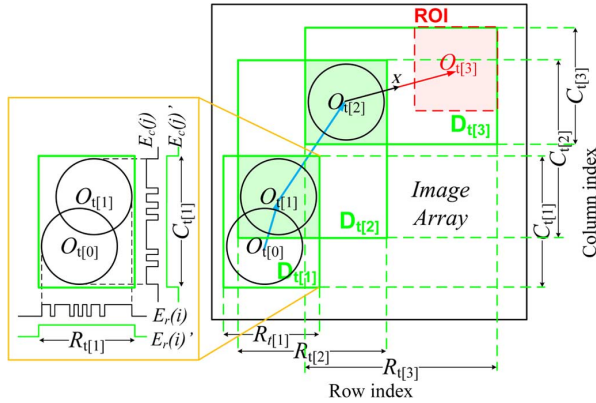 ROI
O_t[3]
x
O_t[2]
D_t[3]
C_t[3]
C_t[2]
C_t[1]
Column index
E_c(j)
E_c(j)'
O_t[1]
O_t[0]
C_t[1]
O_t[1]
D_t[2]
Image
Array
O_t[0]
D_t[1]
E_r(i)
E_r(i)'
R_t[1]
R_t[1]
R_t[2]
R_t[3]
Row index